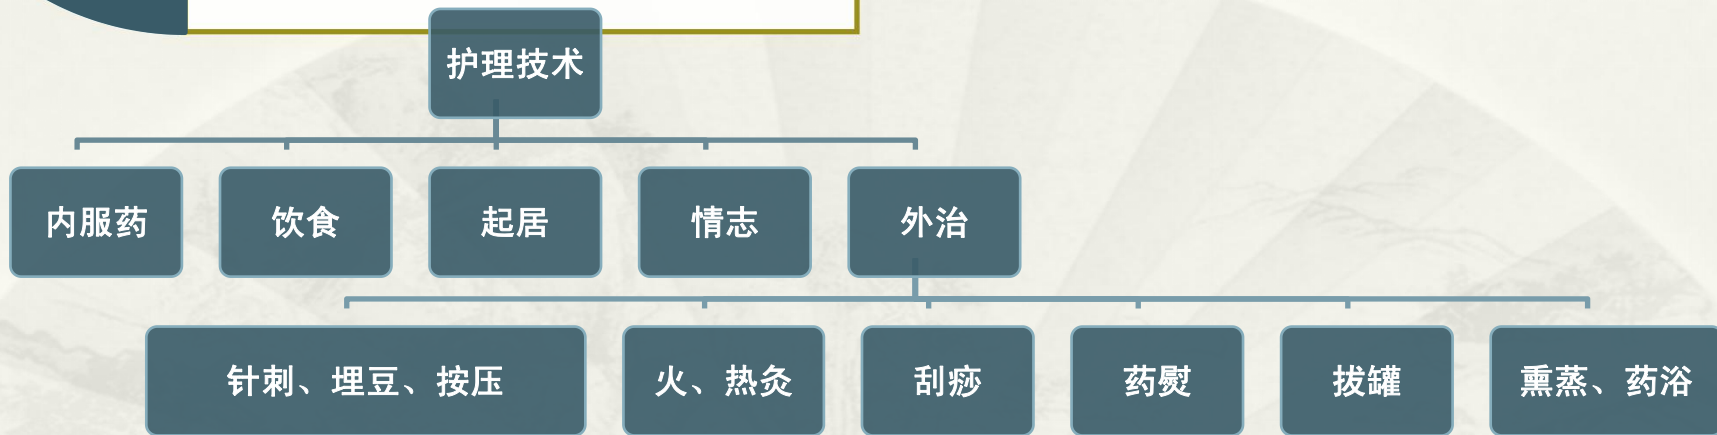 护理技术
内服药
饮食
起居
情志
外治
针刺、埋豆、按压
火、热灸
刮痧
药熨
拔罐
熏蒸、药浴